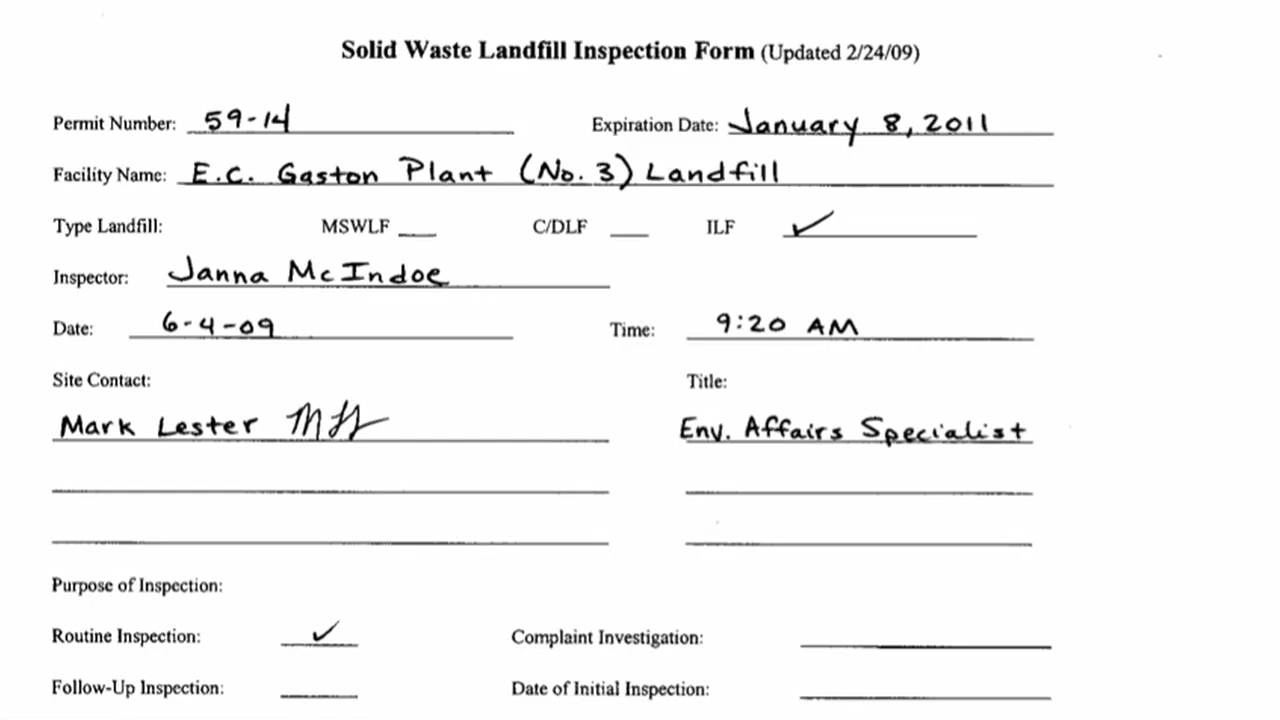 Solid Waste Landfill Inspection Form (Updated 2/24/09)
Permit Number: 59-14 Expiration Date: January 8, 2011
Facility Name: E.C. Gaston Plant (No. 3) Landfill
Type Landfill: MSWLF C/DLF ILF ✓
Inspector: Janna McIndoe
Date: 6-4-09 Time: 9:20 AM
Site Contact: Title:
Mark Lester Env. Affairs Specialist
Purpose of Inspection:
Routine Inspection: ✓ Complaint Investigation:
Follow-Up Inspection: Date of Initial Inspection: